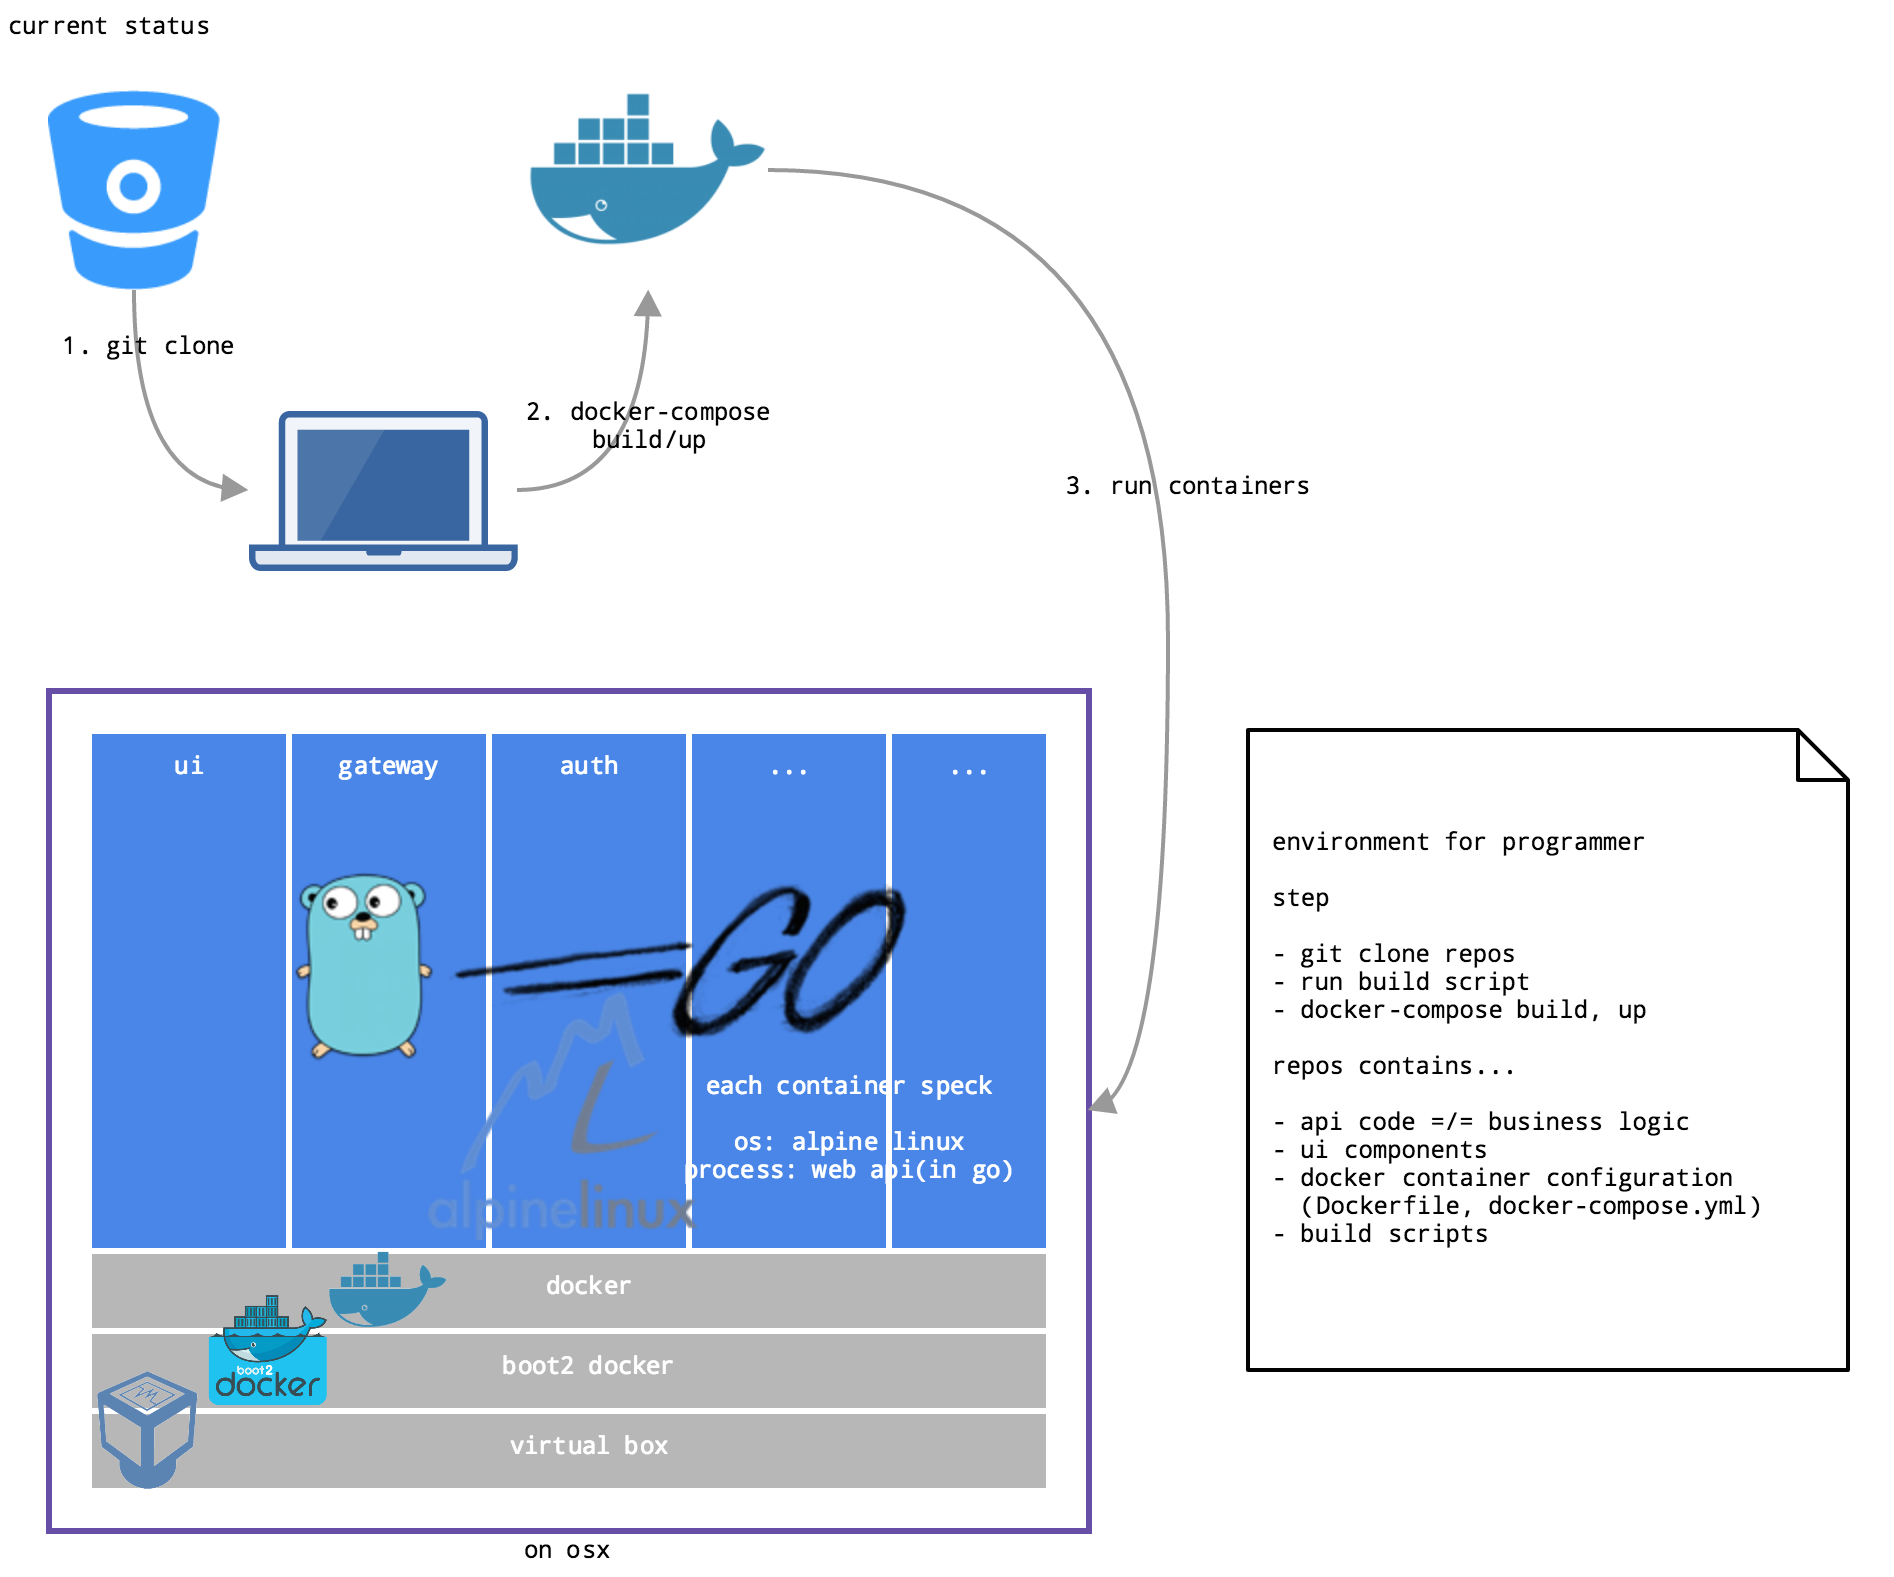 current status
1. git clone
2. docker-compose
build/up
3. run containers
ui
gateway
auth
...
...
GO
each container speck
os: alpine linux
process: web api(in go)
alpinelinux
docker
boot2
docker
boot2 docker
virtual box
on osx
environment for programmer
step
- git clone repos
- run build script
- docker-compose build, up
repos contains...
- api code =/= business logic
- ui components
- docker container configuration
(Dockerfile, docker-compose.yml)
- build scripts